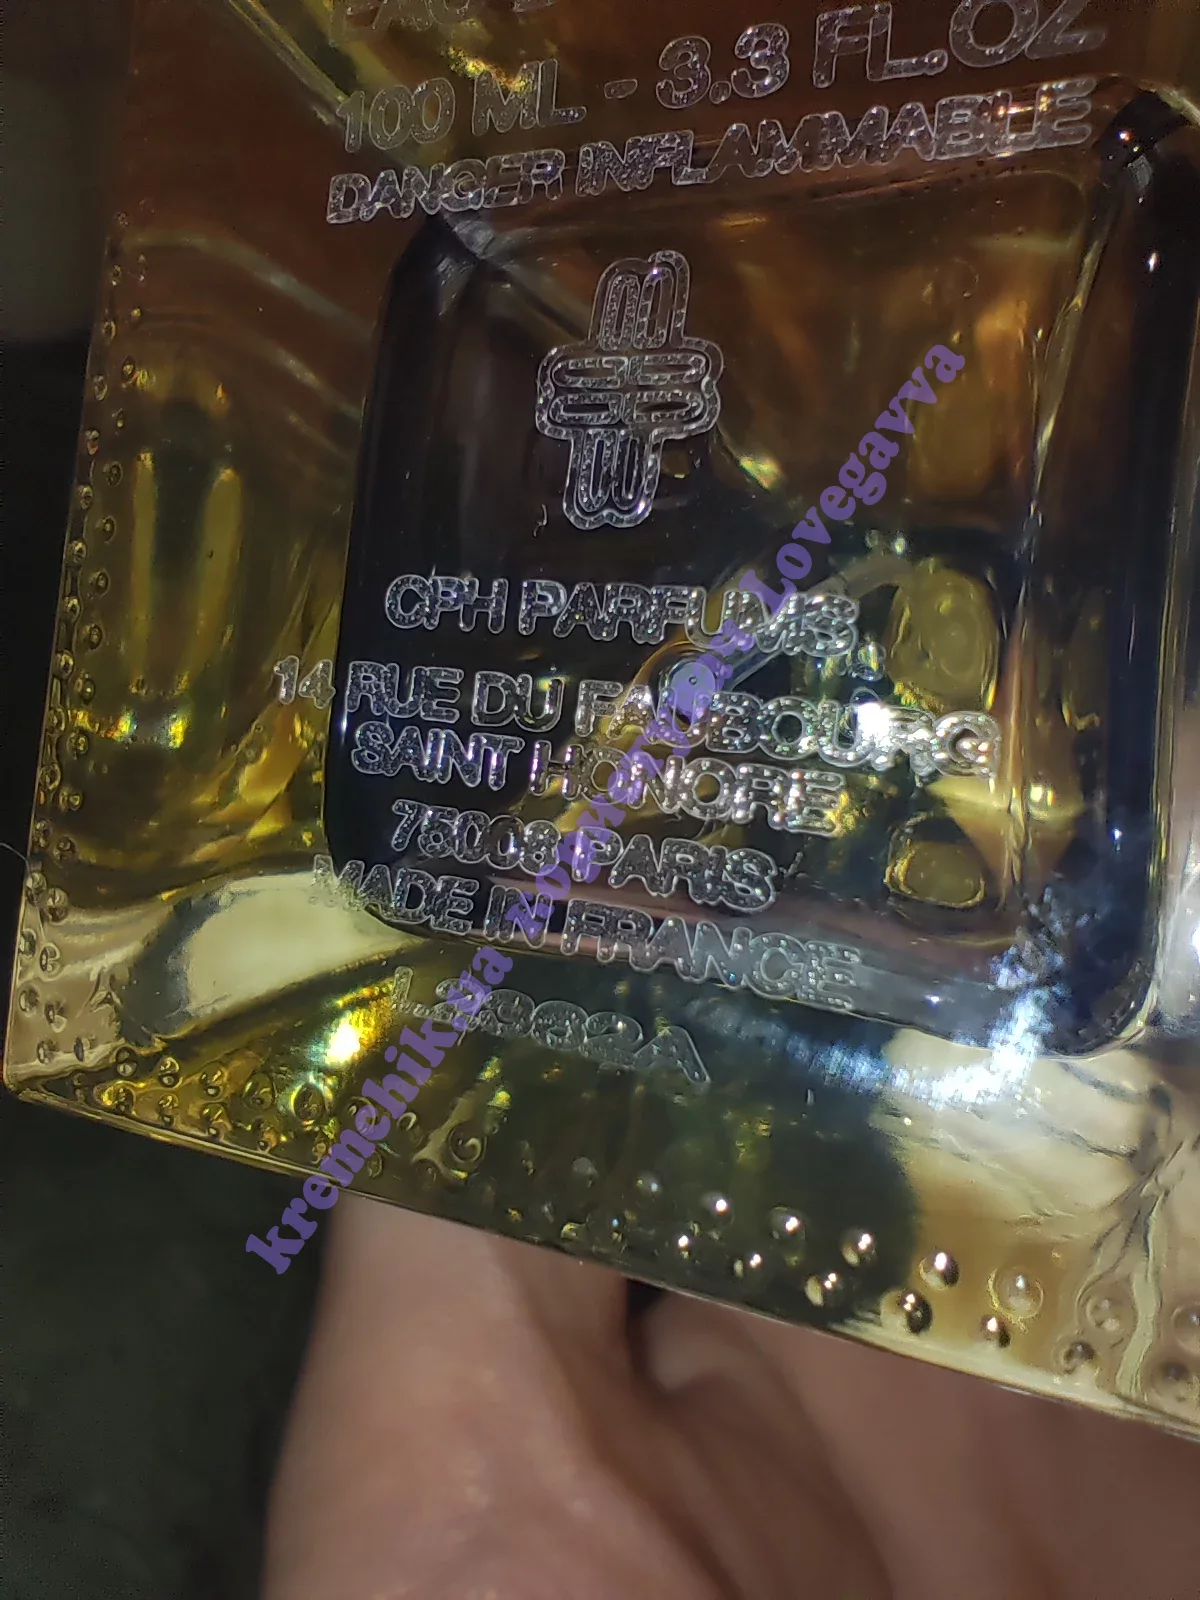 100 ML - 3.3 FL.OZ
DANGER INFLAMMABLE
CPH PARFUMS
14 RUE DU FAUBOURG
SAINT HONORE
75008 PARIS
MADE IN FRANCE
kremchik.ua
Lovegavva